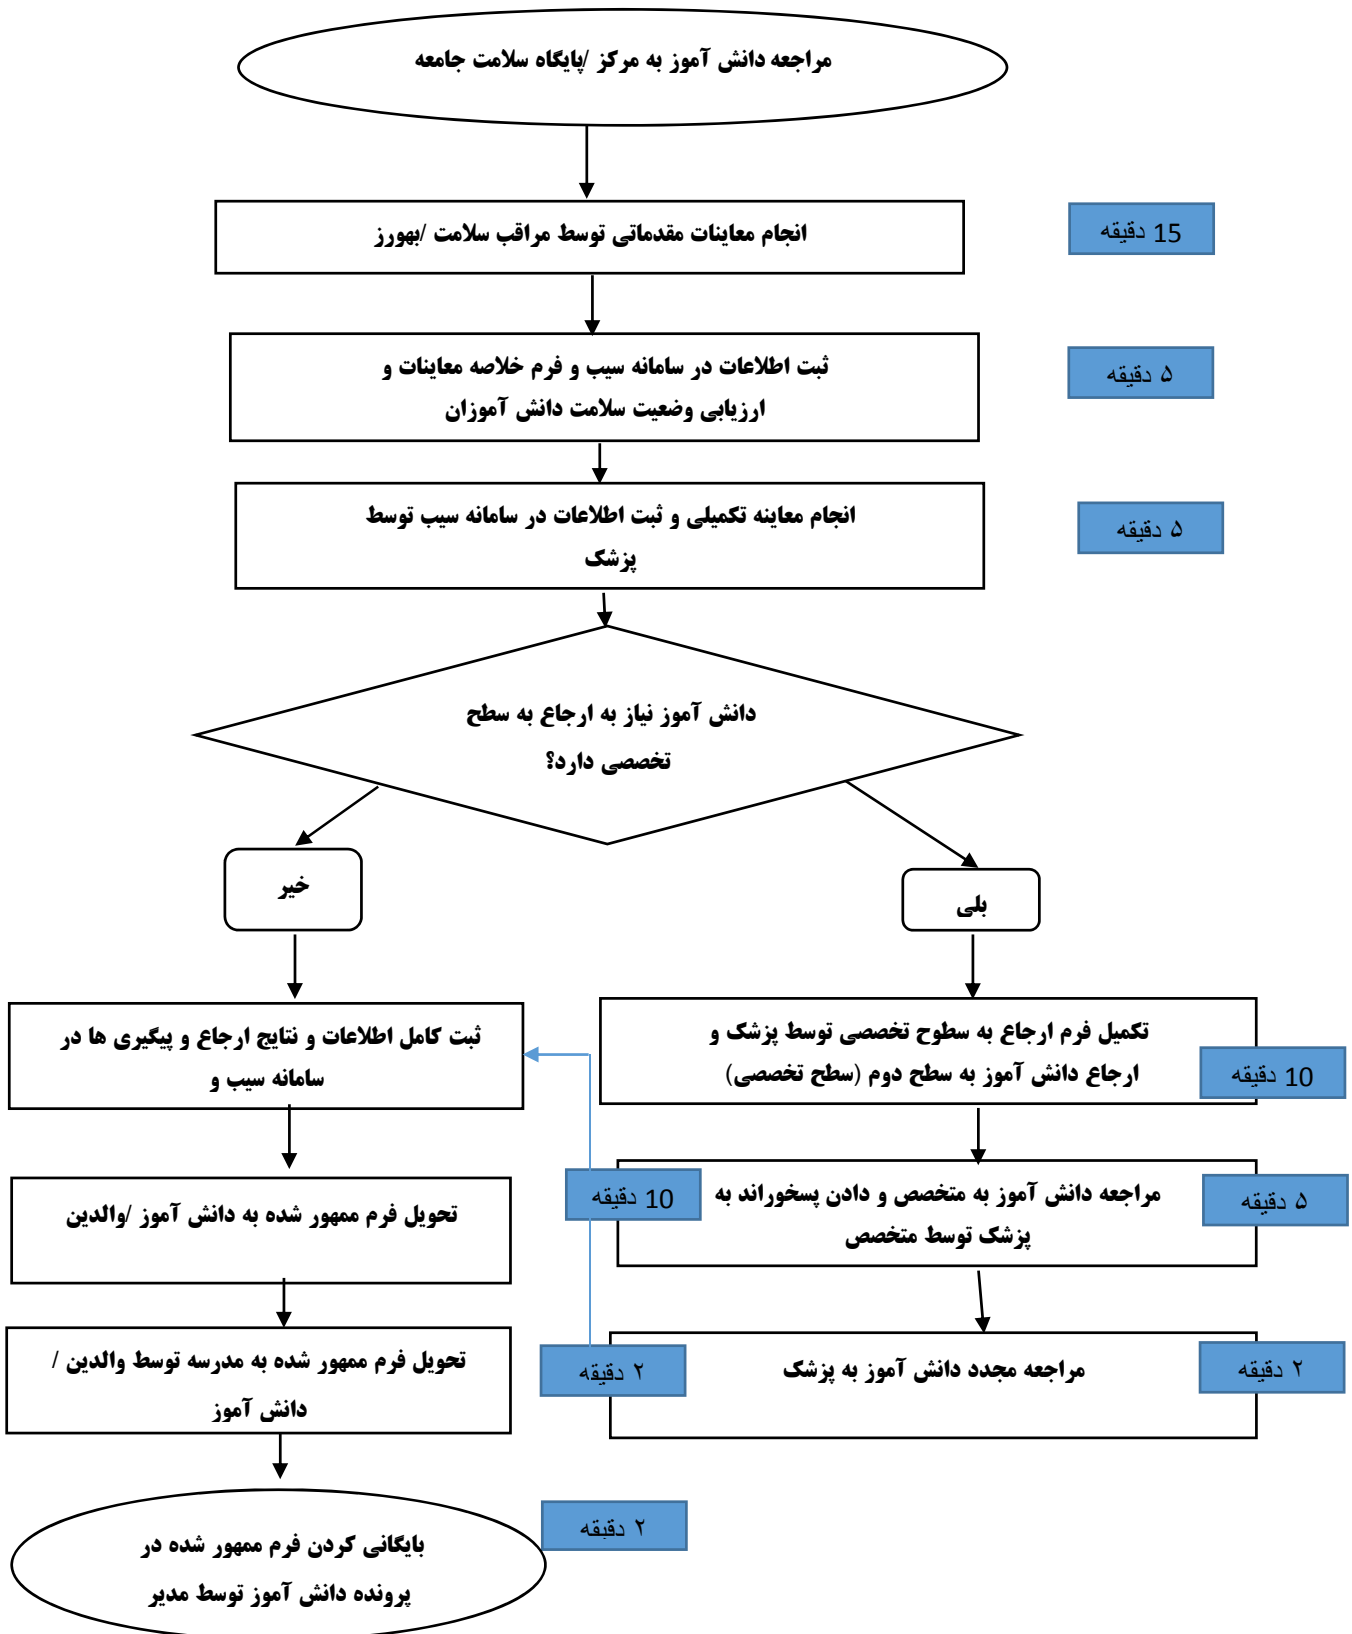 مراجعه دانش آموز به مرکز /پایگاه سلامت جامعه
انجام معاینات مقدماتی توسط مراقب سلامت /بهورز
15 دقیقه
ثبت اطلاعات در سامانه سیب و فرم خلاصه معاینات و
ارزیابی وضعیت سلامت دانش آموزان
۵ دقیقه
انجام معاینه تکمیلی و ثبت اطلاعات در سامانه سیب توسط
پزشک
۵ دقیقه
دانش آموز نیاز به ارجاع به سطح
تخصصی دارد؟
بلی
خیر
تکمیل فرم ارجاع به سطوح تخصصی توسط پزشک و
ارجاع دانش آموز به سطح دوم (سطح تخصصی)
10 دقیقه
ثبت کامل اطلاعات و نتایج ارجاع و پیگیری ها در
سامانه سیب و
مراجعه دانش آموز به متخصص و دادن پسخوراند به
پزشک توسط متخصص
۵ دقیقه
10 دقیقه
تحویل فرم ممهور شده به دانش آموز /والدین
مراجعه مجدد دانش آموز به پزشک
۲ دقیقه
۲ دقیقه
تحویل فرم ممهور شده به مدرسه توسط والدین /
دانش آموز
۲ دقیقه
بایگانی کردن فرم ممهور شده در
پرونده دانش آموز توسط مدیر